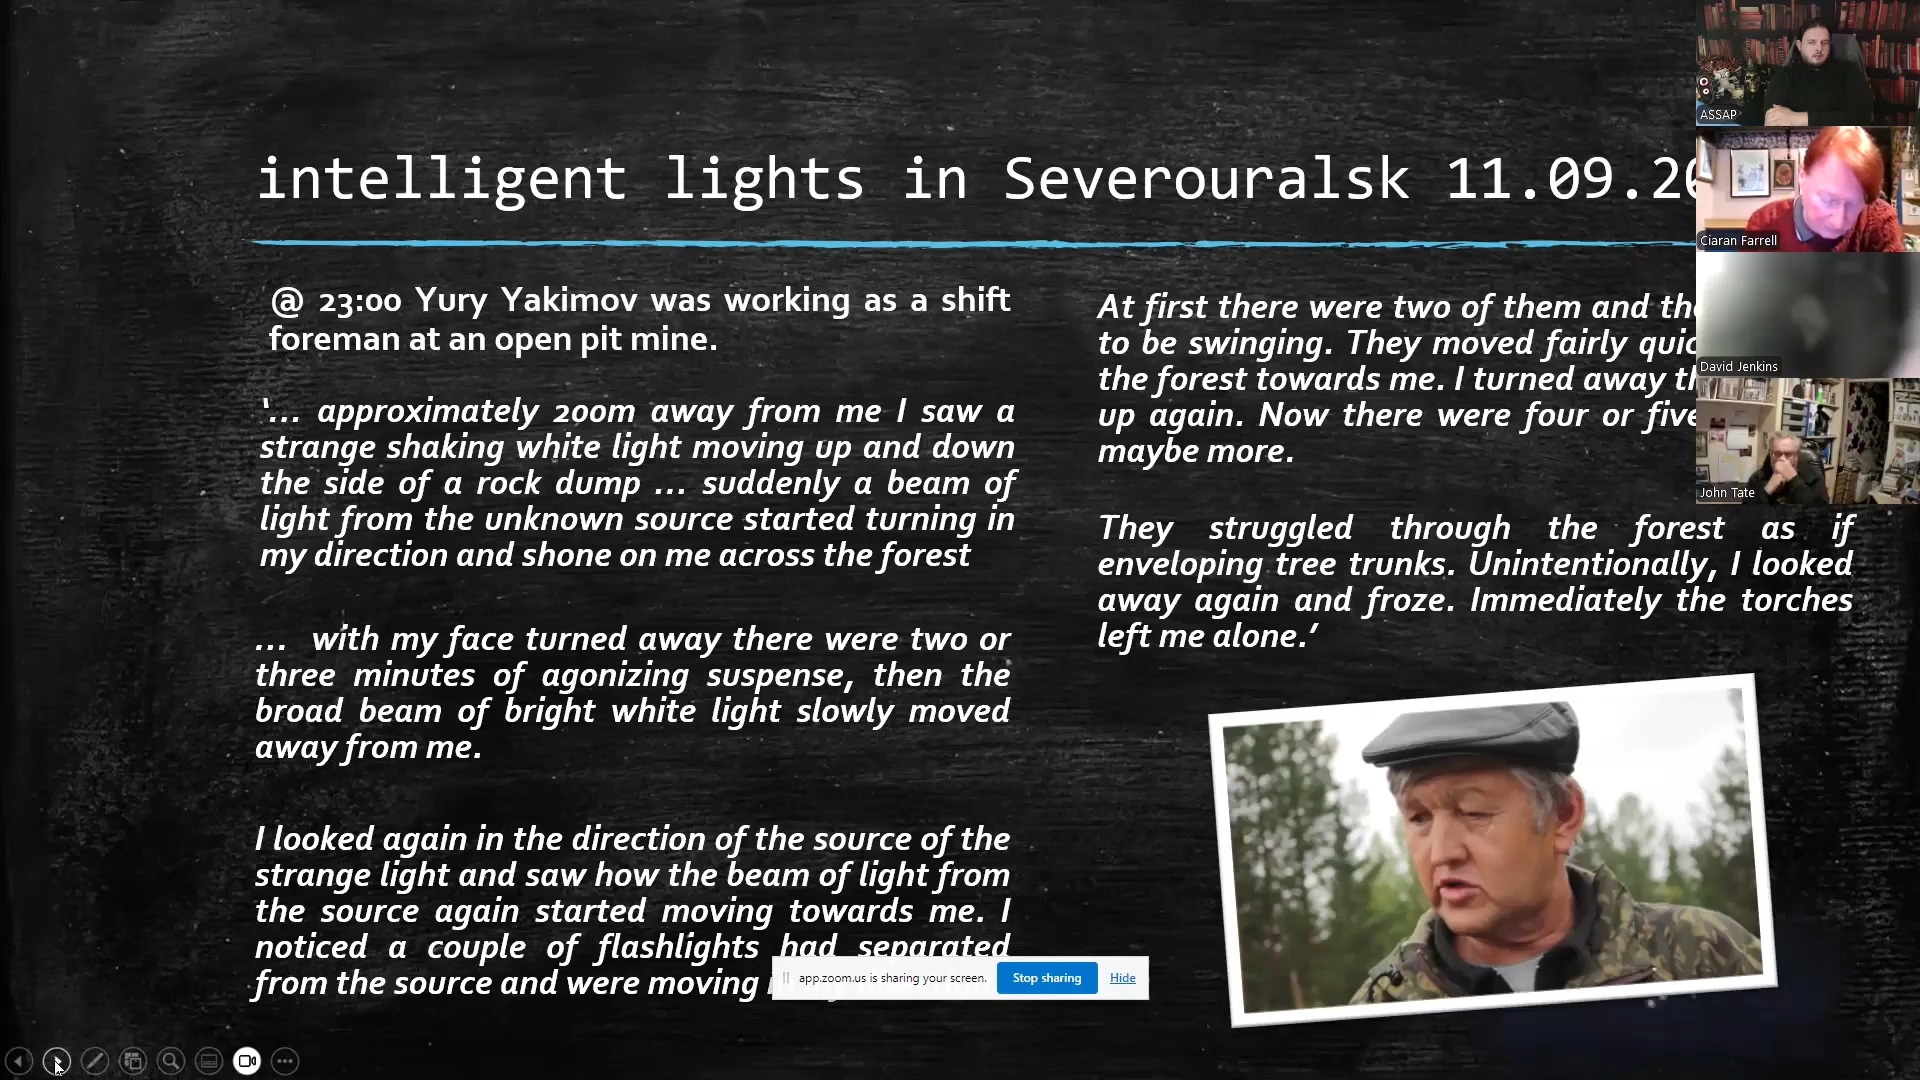 intelligent lights in Severouralsk 11.09.20
@ 23:00 Yury Yakimov was working as a shift
foreman at an open pit mine.
‘... approximately 200m away from me I saw a
strange shaking white light moving up and down
the side of a rock dump ... suddenly a beam of
light from the unknown source started turning in
my direction and shone on me across the forest
... with my face turned away there were two or
three minutes of agonizing suspense, then the
broad beam of bright white light slowly moved
away from me.
I looked again in the direction of the source of the
strange light and saw how the beam of light from
the source again started moving towards me. I
noticed a couple of flashlights had separated
from the source and were moving
At first there were two of them and
to be swinging. They moved fairly
the forest towards me. I turned away
up again. Now there were four or five
maybe more.
They struggled through the forest as if
enveloping tree trunks. Unintentionally, I looked
away again and froze. Immediately the torches
left me alone.’
ASSAP
Ciaran Farrell
David Jenkins
John Tate
app.zoom.us is sharing your screen.
Stop sharing
Hide